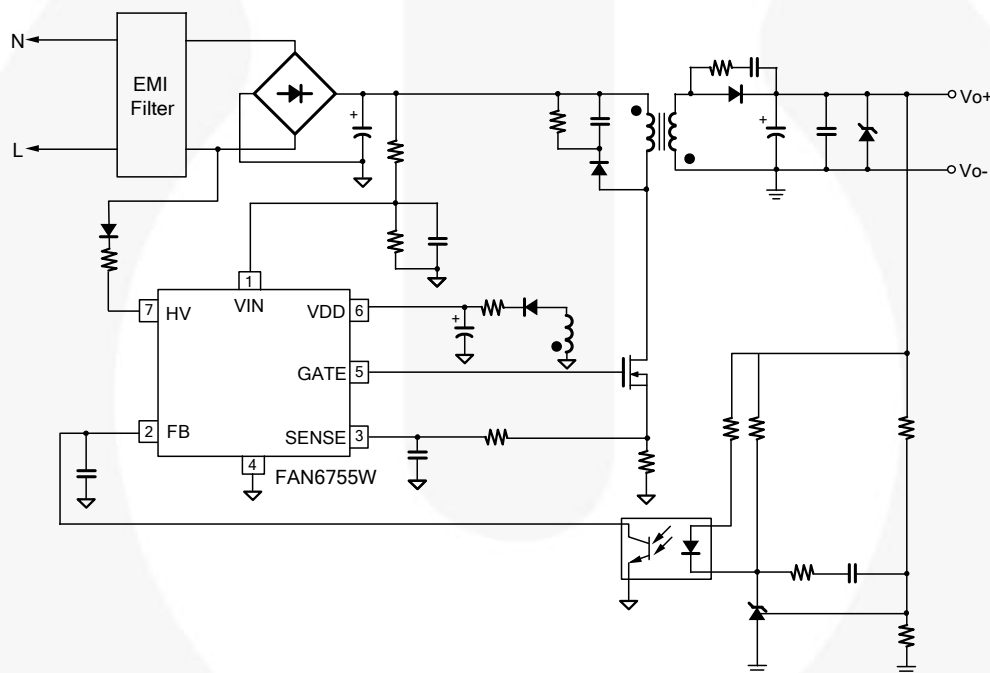 N
EMI
Filter
L
Vo+
Vo-
+
+
1
VIN
7 HV
VDD 6
+
GATE 5
2 FB
SENSE 3
4
FAN6755W